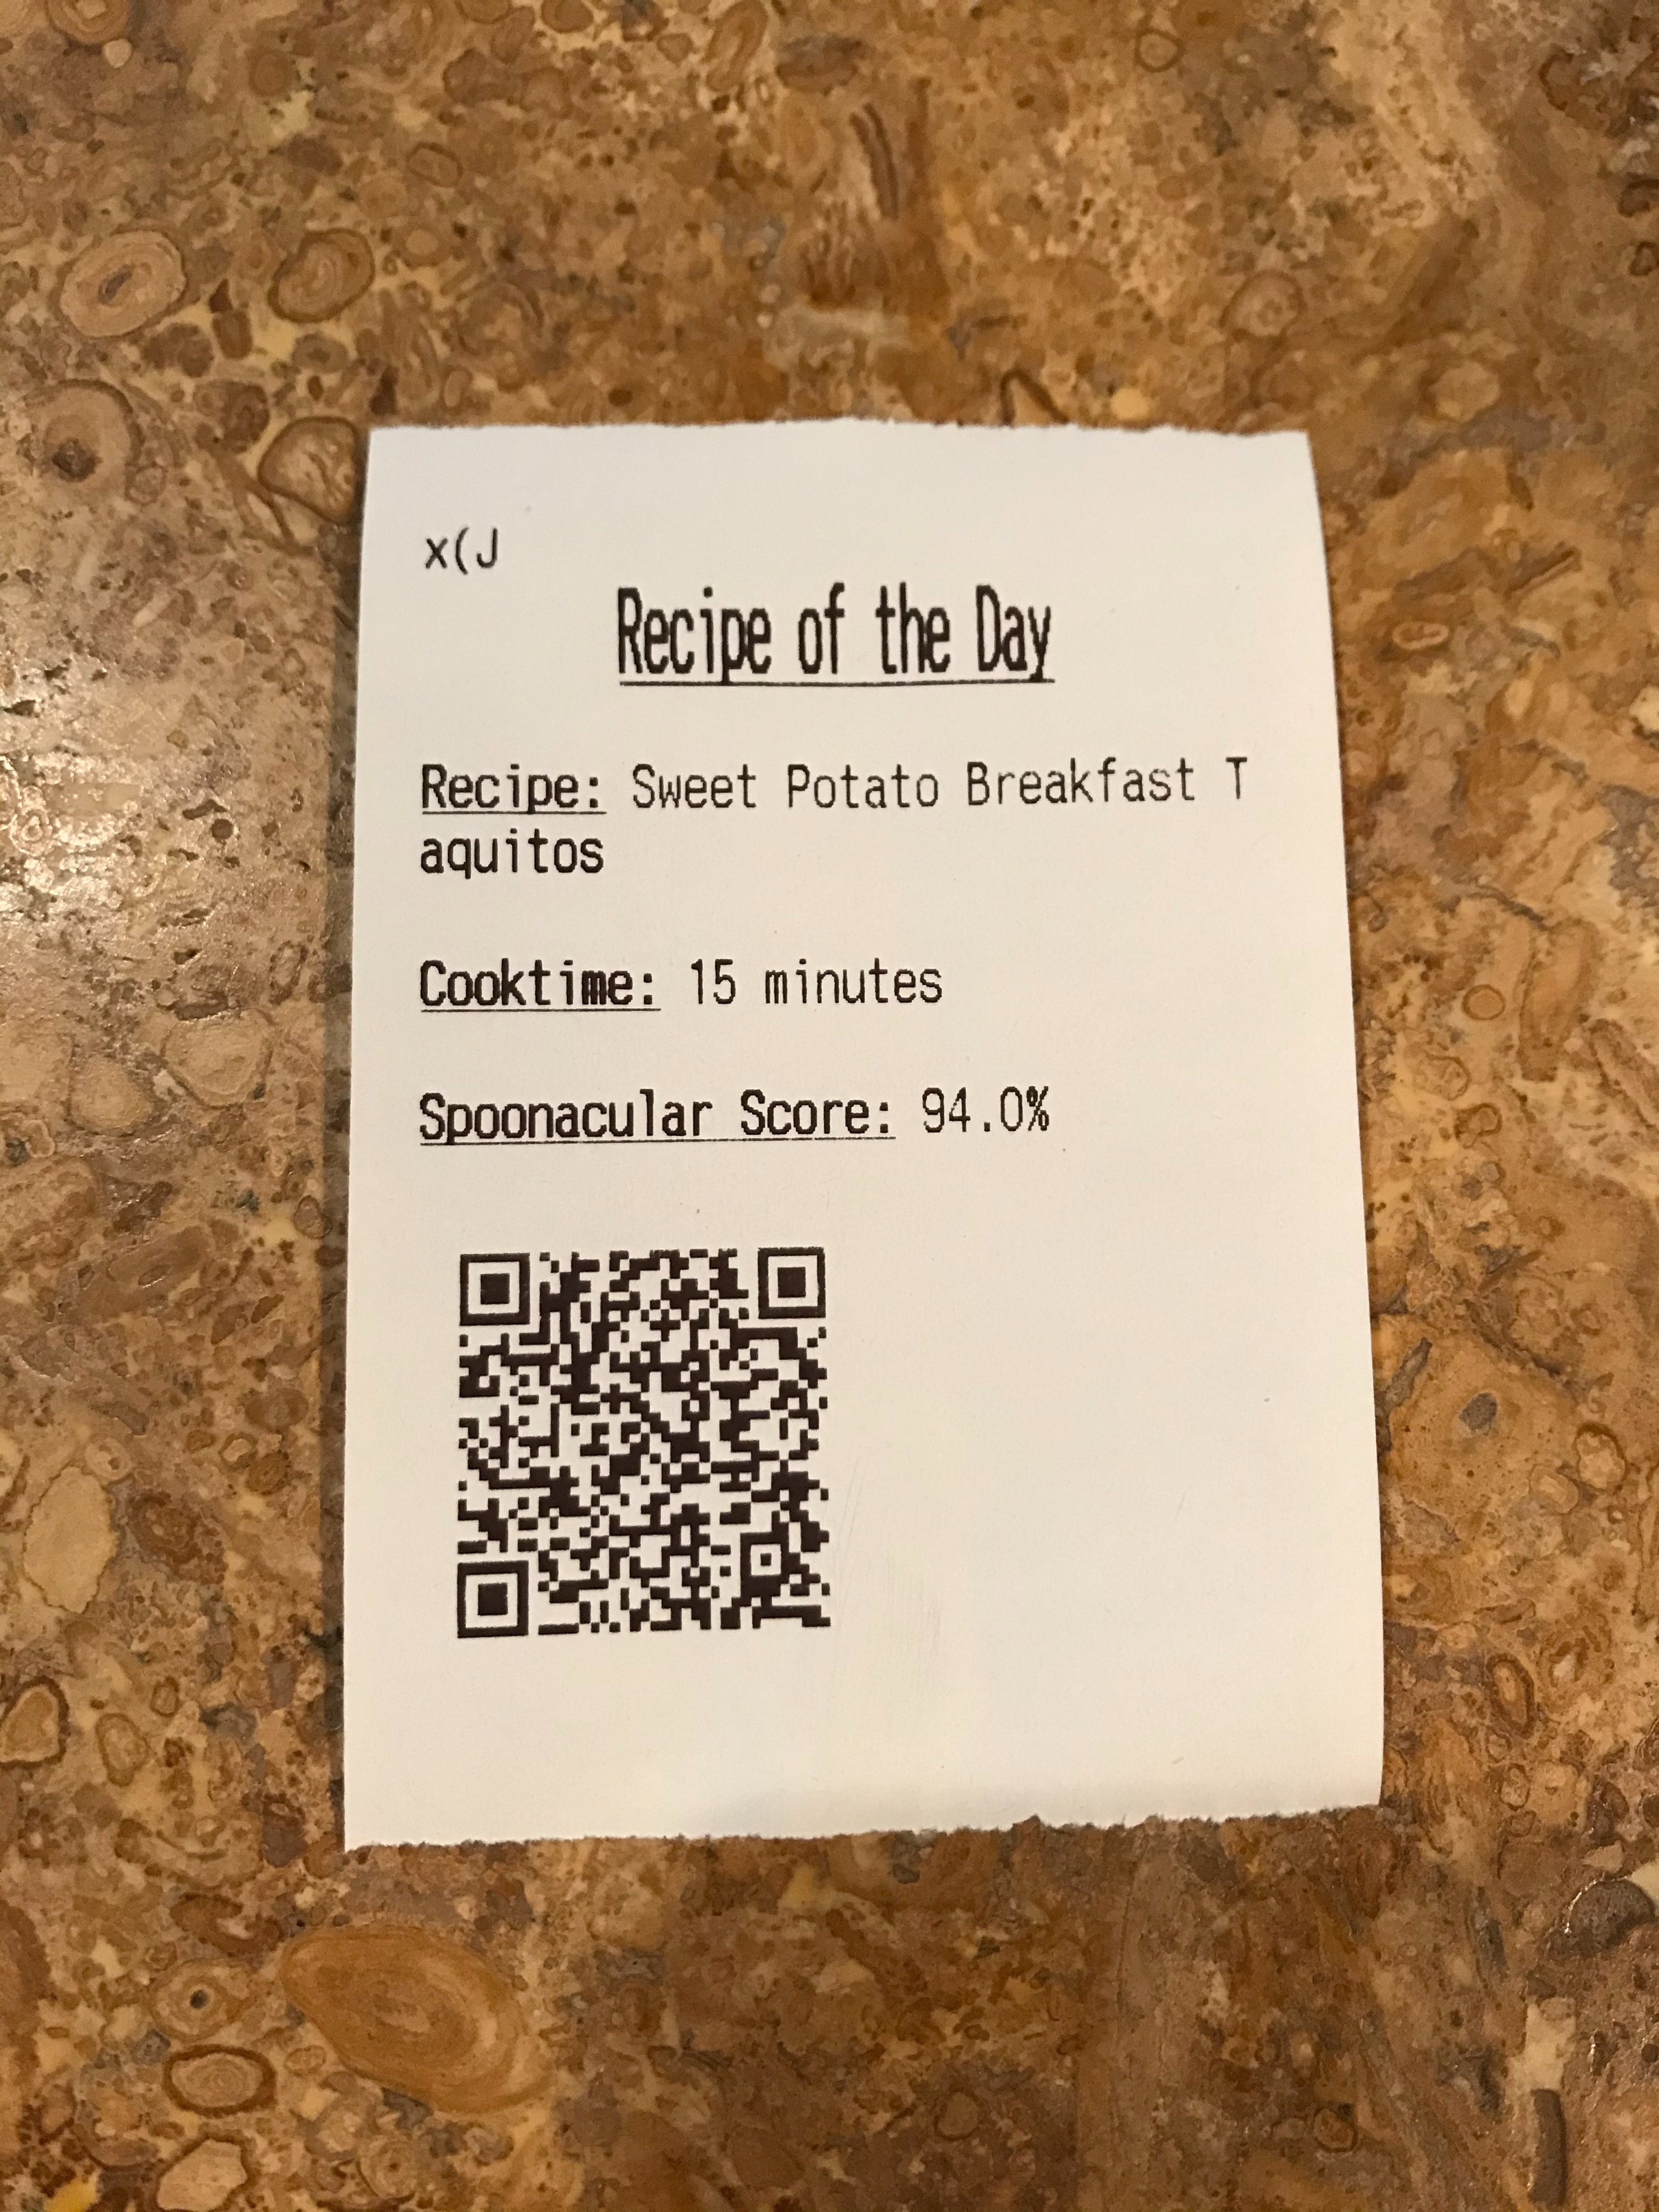 x(J
Recipe of the Day
Recipe: Sweet Potato Breakfast T
aquitos
Cooktime: 15 minutes
Spoonacular Score: 94.0%